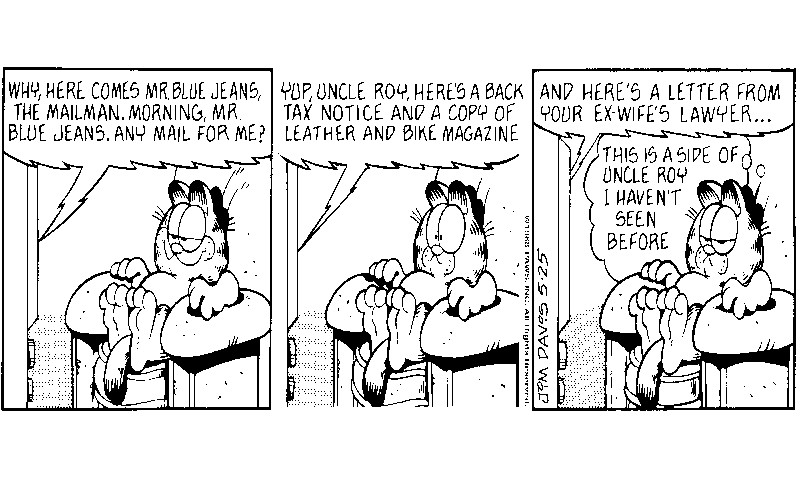 WHY, HERE COMES MR. BLUE JEANS,
THE MAILMAN. MORNING, MR.
BLUE JEANS. ANY MAIL FOR ME?
YUP, UNCLE ROY, HERE'S A BACK
TAX NOTICE AND A COPY OF
LEATHER AND BIKE MAGAZINE
AND HERE'S A LETTER FROM
YOUR EX-WIFE'S LAWYER...
THIS IS A SIDE OF
UNCLE ROY
I HAVEN'T
SEEN
BEFORE
JIM DAVIS 5-25